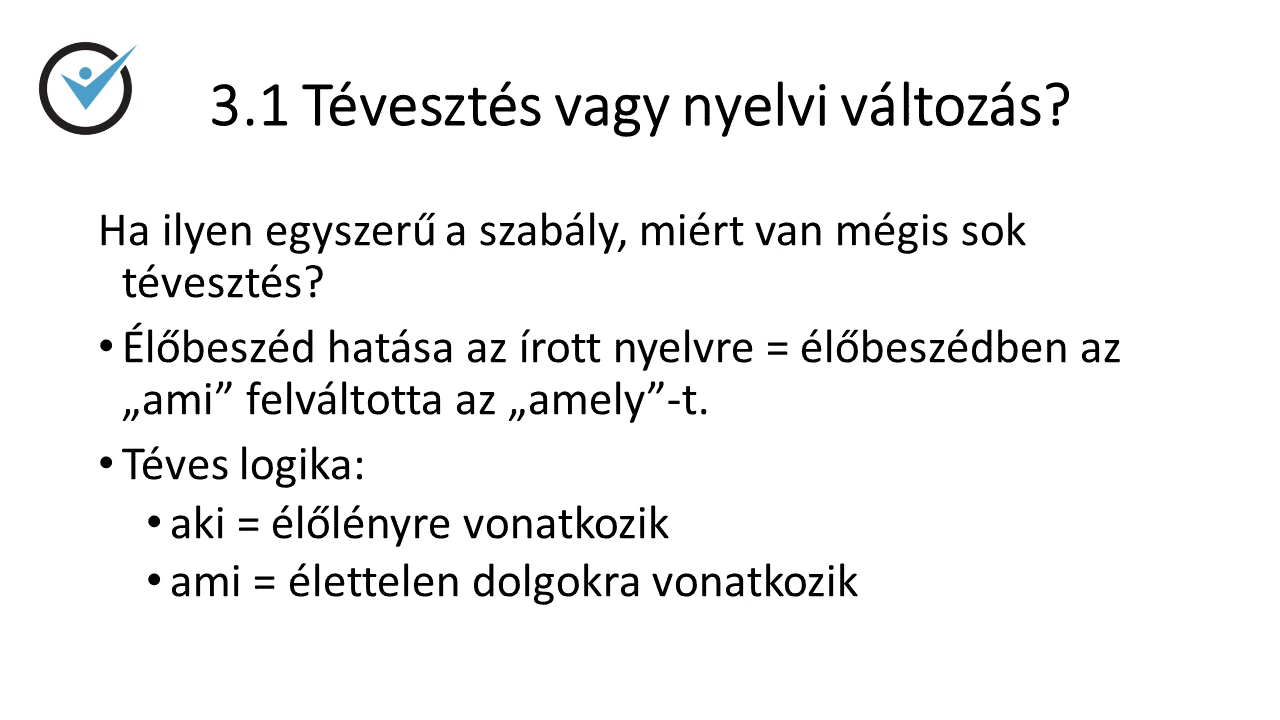 3.1 Tévesztés vagy nyelvi változás?
Ha ilyen egyszerű a szabály, miért van mégis sok
tévesztés?
• Élőbeszéd hatása az írott nyelvre = élőbeszédben az
„ami” felváltotta az „amely”-t.
• Téves logika:
• aki = élőlényre vonatkozik
• ami = élettelen dolgokra vonatkozik